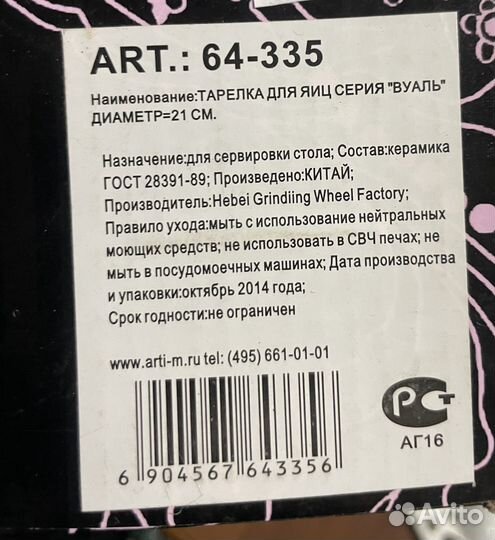 ART.: 64-335
Наименование:ТАРЕЛКА ДЛЯ ЯИЦ СЕРИЯ "ВУАЛЬ"
ДИАМЕТР=21 СМ.
Назначение:для сервировки стола; Состав:керамика
ГОСТ 28391-89; Произведено:КИТАЙ;
Производитель:Hebei Grindiing Wheel Factory;
Правило ухода:мыть с использование нейтральных
моющих средств; не использовать в СВЧ печах; не
мыть в посудомоечных машинах; Дата производства
и упаковки:октябрь 2014 года;
Срок годности:не ограничен
www.arti-m.ru tel: (495) 661-01-01
РСТ
АГ16
6 904567 643356
Avito